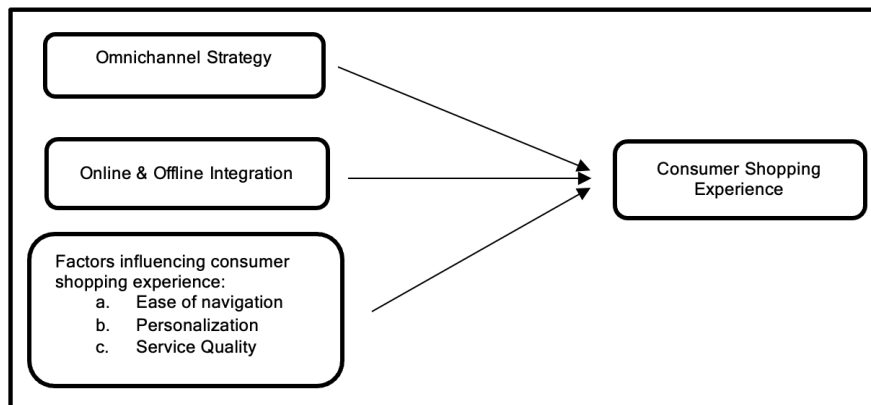 Omnichannel Strategy
Online & Offline Integration
Factors influencing consumer
shopping experience:
a. Ease of navigation
b. Personalization
c. Service Quality
Consumer Shopping
Experience